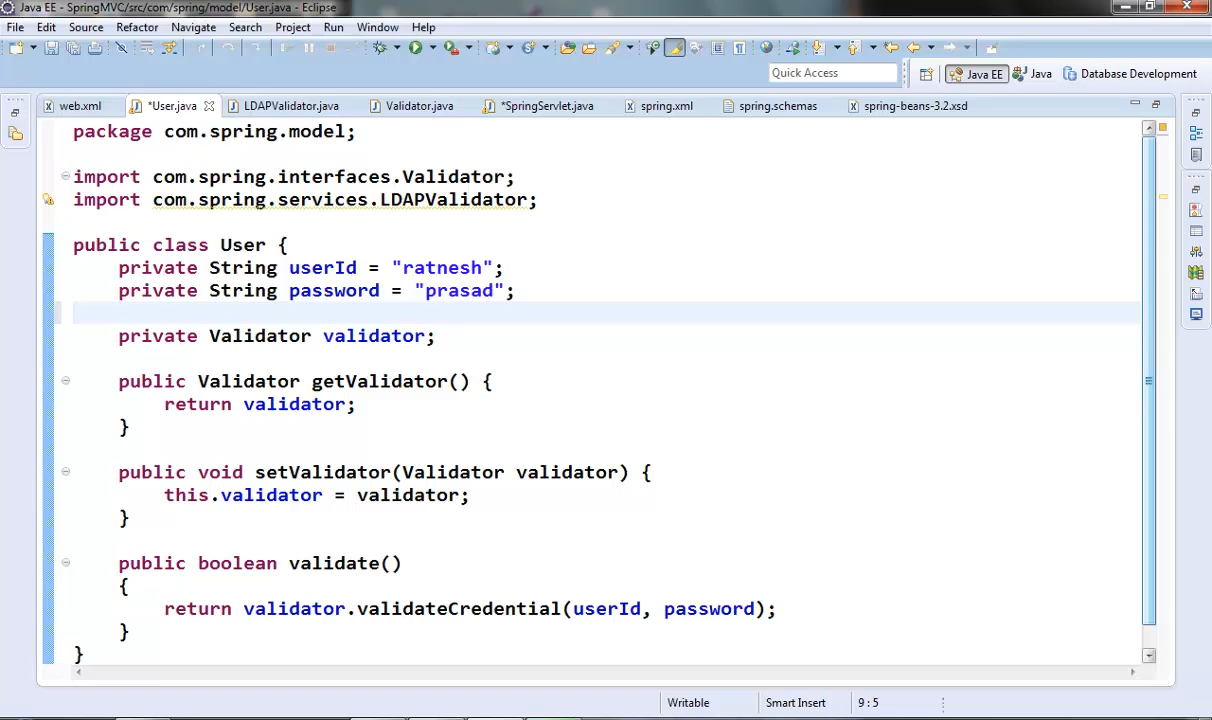 Java EE - SpringMVC/src/com/spring/model/User.java - Eclipse
File Edit Source Refactor Navigate Search Project Run Window Help
Quick Access
Java EE
Java
Database Development
web.xml
*User.java
LDAPValidator.java
Validator.java
*SpringServlet.java
spring.xml
spring.schemas
spring-beans-3.2.xsd
package com.spring.model;
import com.spring.interfaces.Validator;
import com.spring.services.LDAPValidator;
public class User {
private String userId = "ratnesh";
private String password = "prasad";
private Validator validator;
public Validator getValidator() {
return validator;
}
public void setValidator(Validator validator) {
this.validator = validator;
}
public boolean validate()
{
return validator.validateCredential(userId, password);
}
}
Writable
Smart Insert
9 : 5